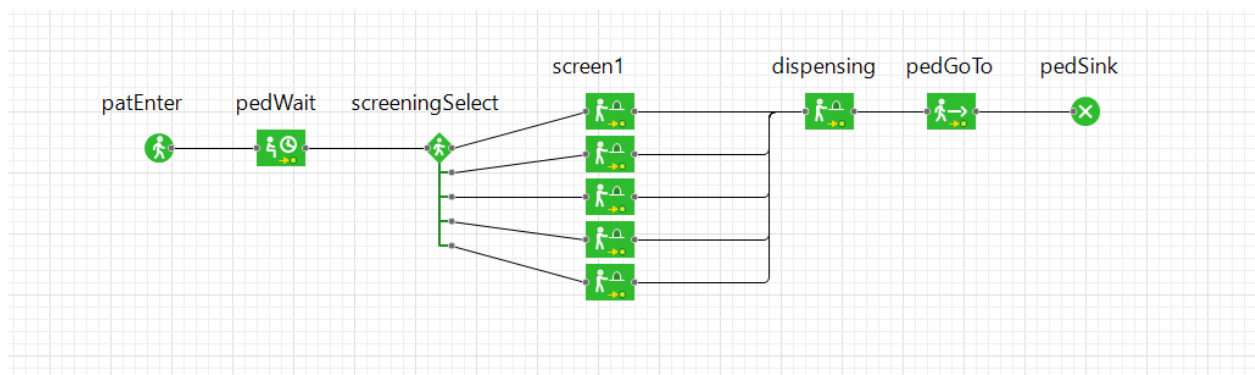 patEnter
pedWait
screeningSelect
screen1
dispensing
pedGoTo
pedSink